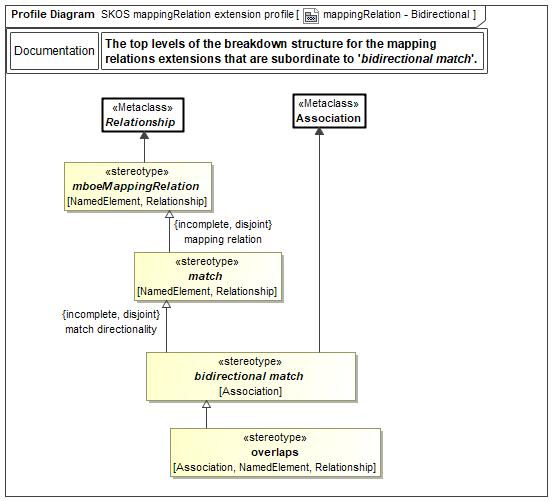 Profile Diagram SKOS mappingRelation extension profile [ mappingRelation - Bidirectional ]
Documentation
The top levels of the breakdown structure for the mapping
relations extensions that are subordinate to 'bidirectional match'.
«Metaclass»
Relationship
«Metaclass»
Association
«stereotype»
mboeMappingRelation
[NamedElement, Relationship]
{incomplete, disjoint}
mapping relation
«stereotype»
match
[NamedElement, Relationship]
{incomplete, disjoint}
match directionality
«stereotype»
bidirectional match
[Association]
«stereotype»
overlaps
[Association, NamedElement, Relationship]